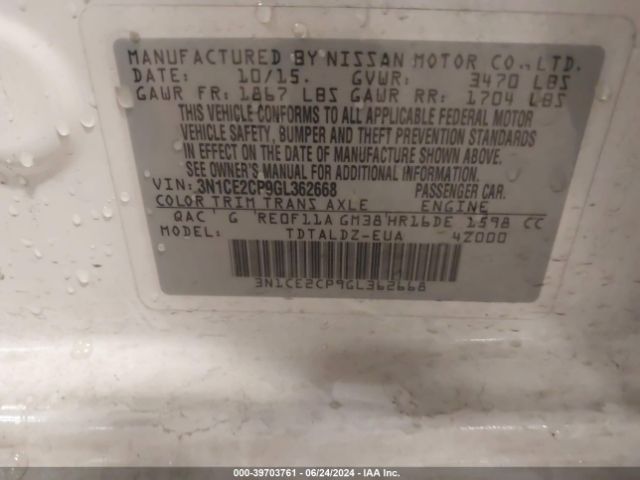 MANUFACTURED BY NISSAN MOTOR CO., LTD.
DATE: 10/15. GVWR: 3470 LBS
GAWR FR: 1867 LBS GAWR RR: 1704 LBS
THIS VEHICLE CONFORMS TO ALL APPLICABLE FEDERAL MOTOR
VEHICLE SAFETY, BUMPER AND THEFT PREVENTION STANDARDS
IN EFFECT ON THE DATE OF MANUFACTURE SHOWN ABOVE.
SEE OWNER'S MANUAL FOR ADDITIONAL INFORMATION.
VIN: 3N1CE2CP9GL362668 PASSENGER CAR.
COLOR TRIM TRANS AXLE ENGINE
QAC' G 'RE0F11A GM38'HR16DE 1598 CC
MODEL: TDTALDZ-EUA 4Z000
3N1CE2CP9GL362668
000-39703761 - 06/24/2024 - IAA Inc.